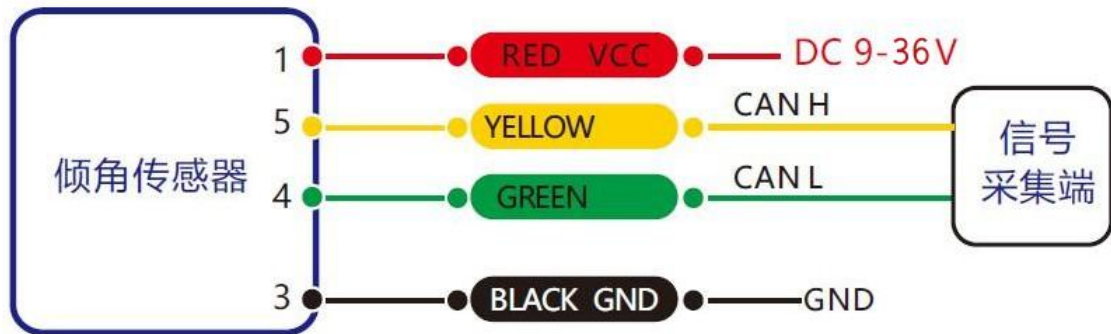 倾角传感器
1
RED VCC
DC 9-36V
5
YELLOW
CAN H
4
GREEN
CAN L
信号
采集端
3
BLACK GND
GND